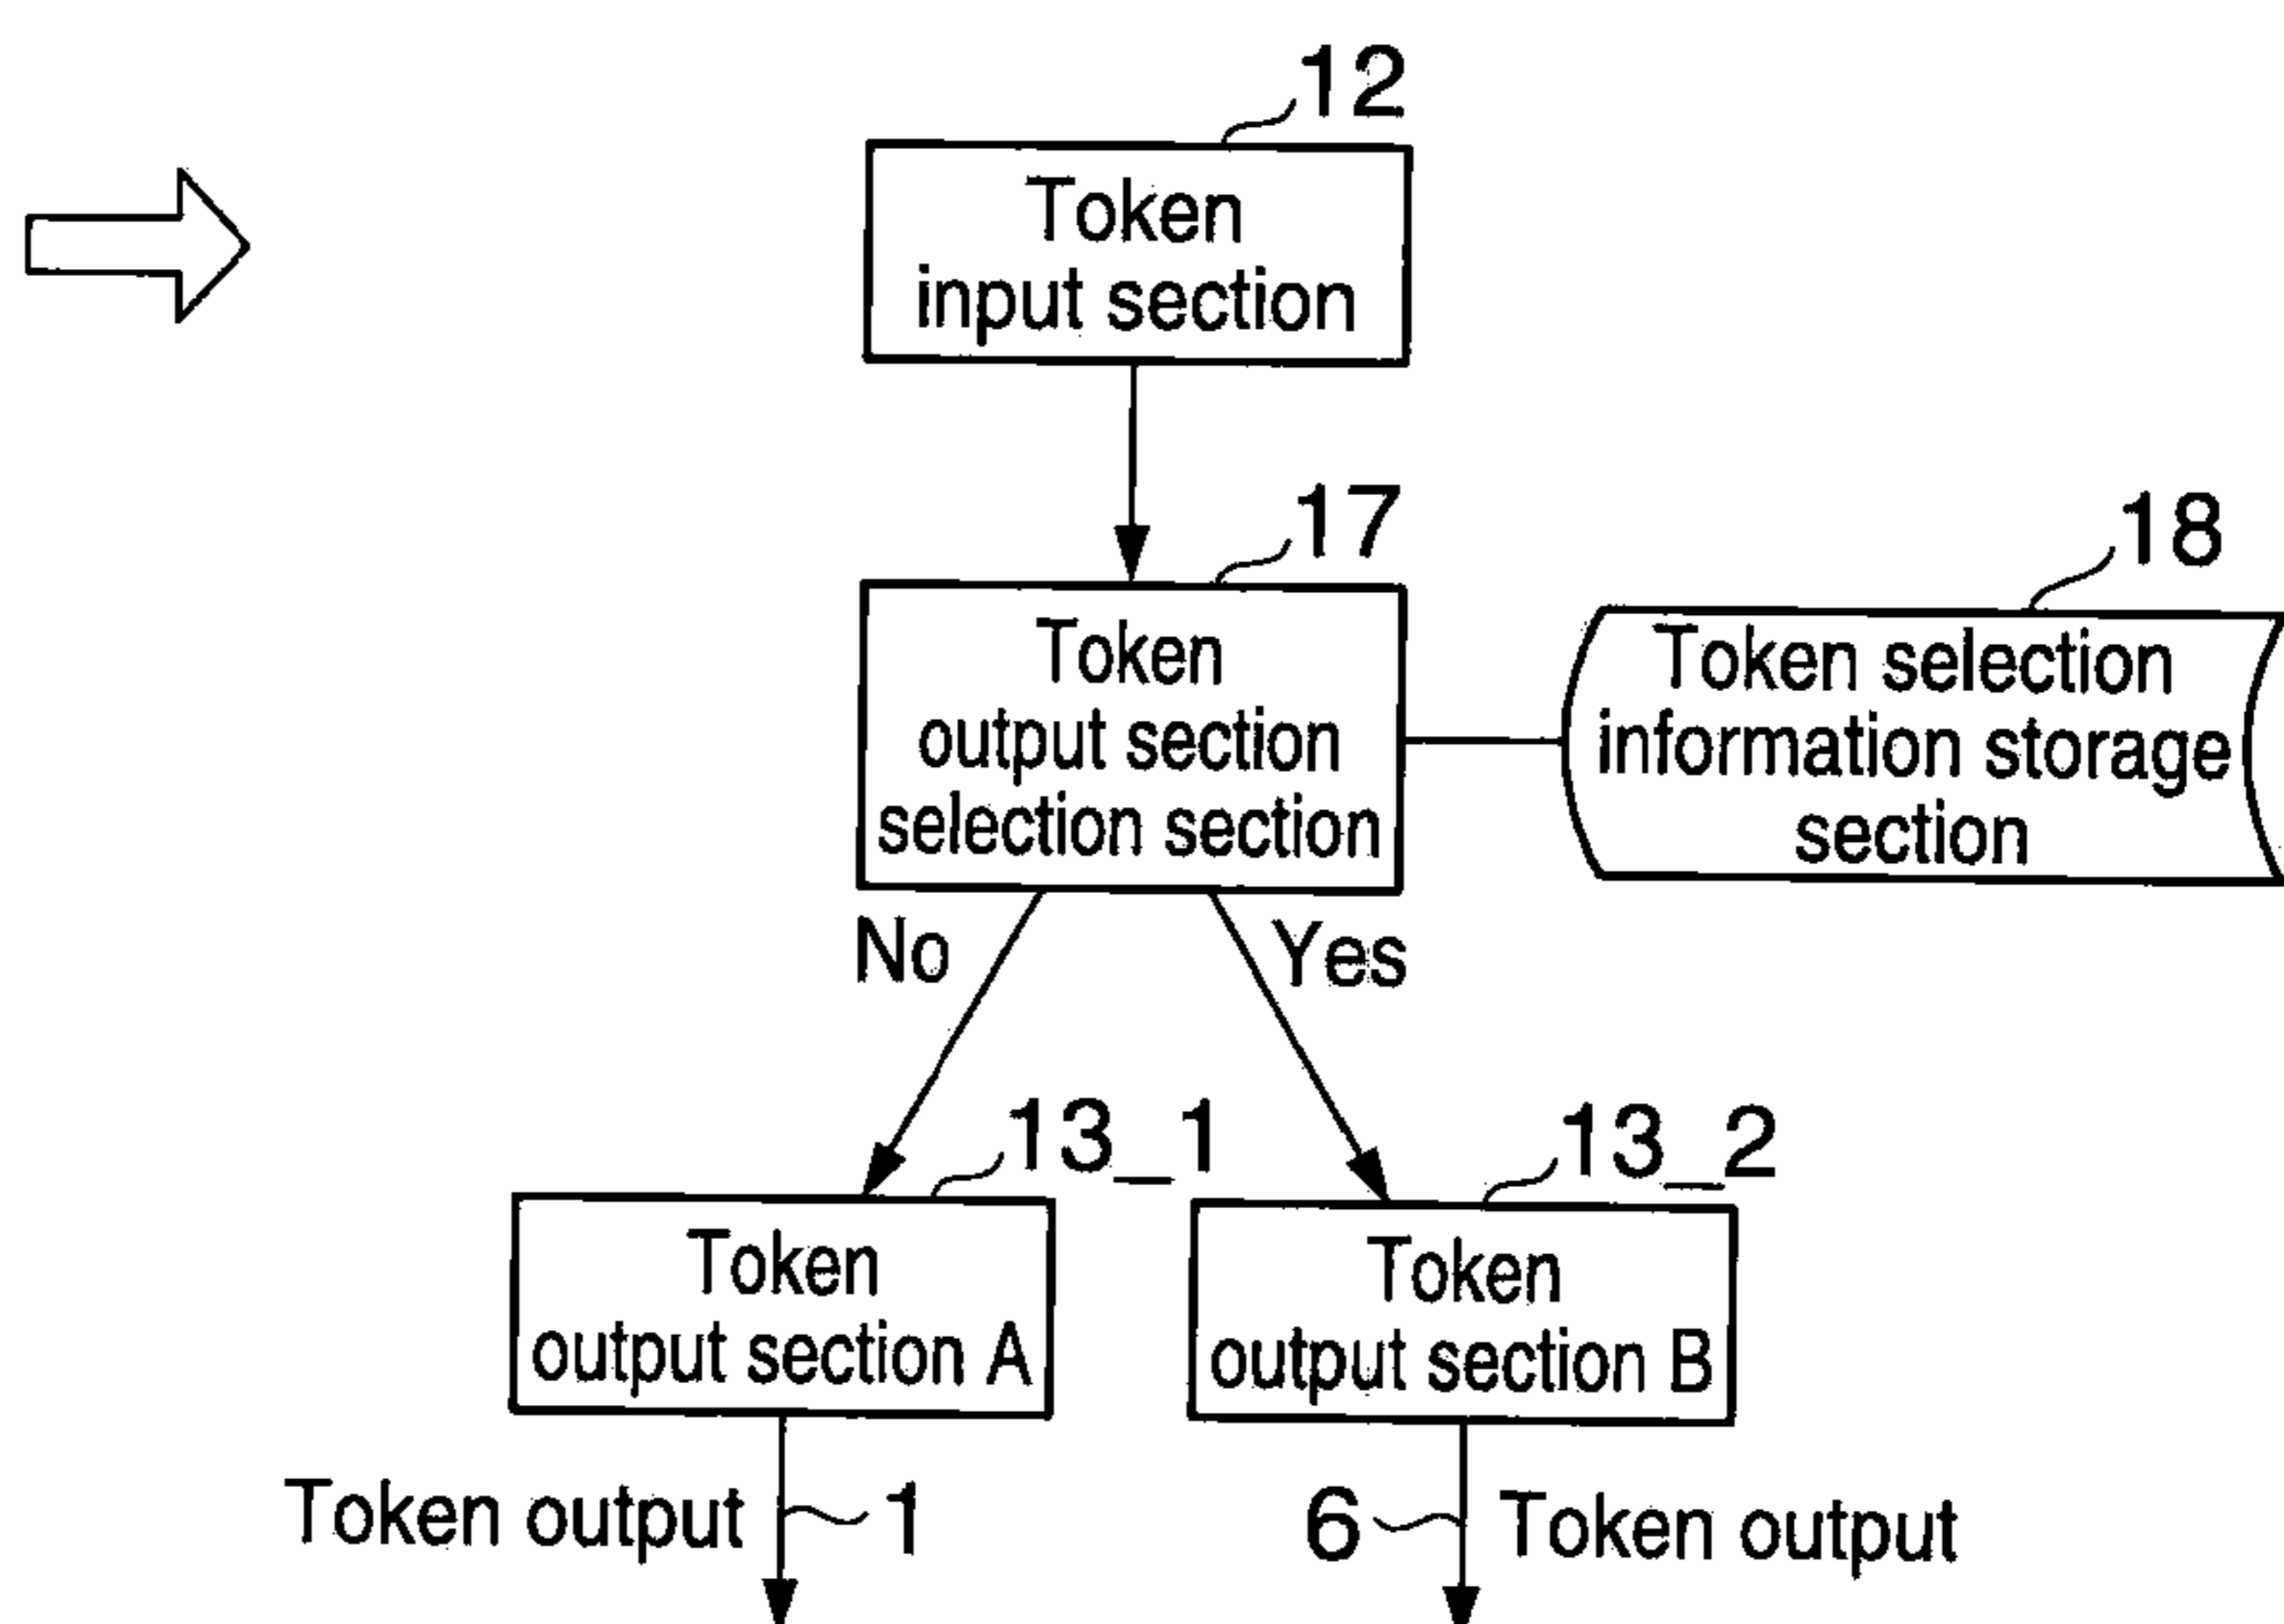 12
Token
input section
17
Token
output section
selection section
18
Token selection
information storage
section
No
Yes
13_1
Token
output section A
13_2
Token
output section B
Token output
1
6
Token output